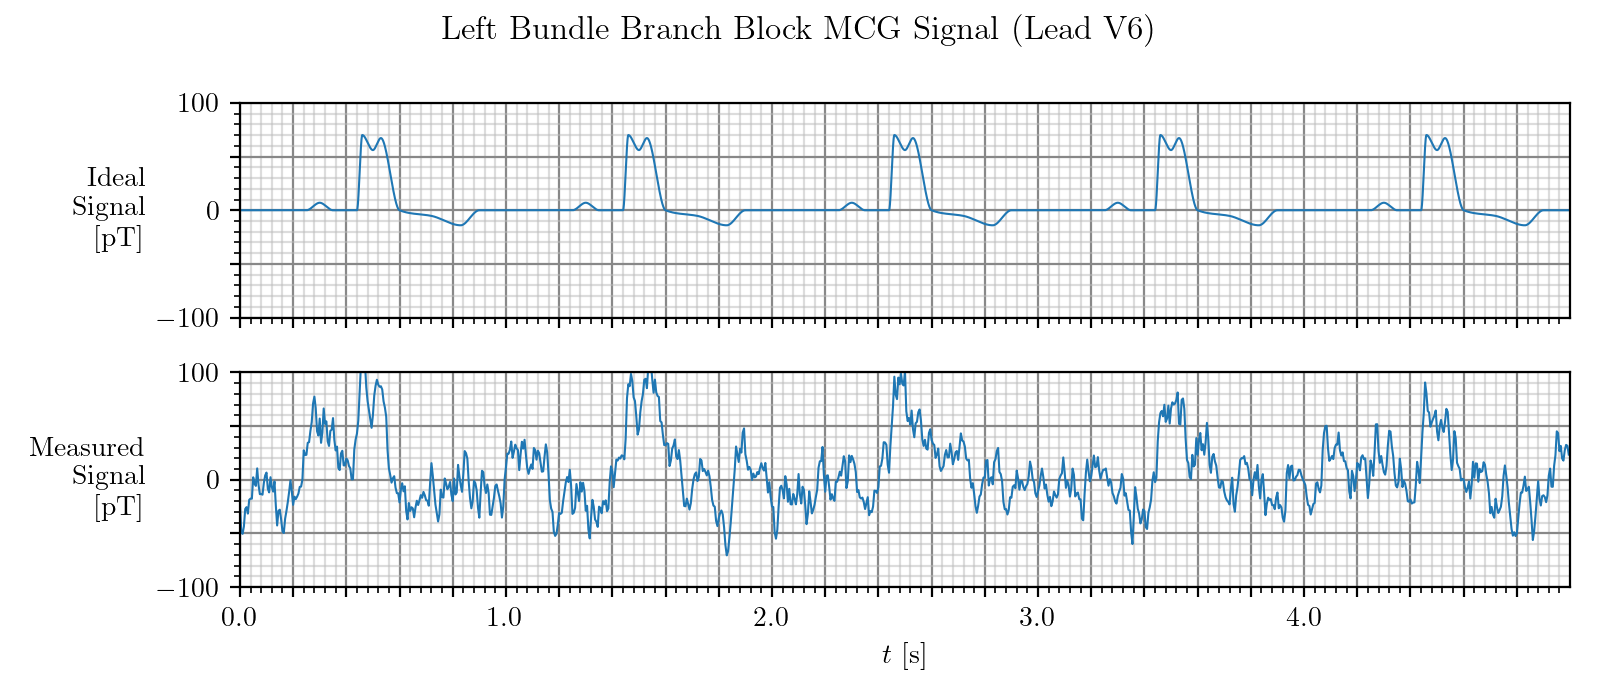 Left Bundle Branch Block MCG Signal (Lead V6)
100
Ideal
Signal
[pT]
0
−100
100
Measured
Signal
[pT]
0
−100
0.0 1.0 2.0 3.0 4.0
t [s]